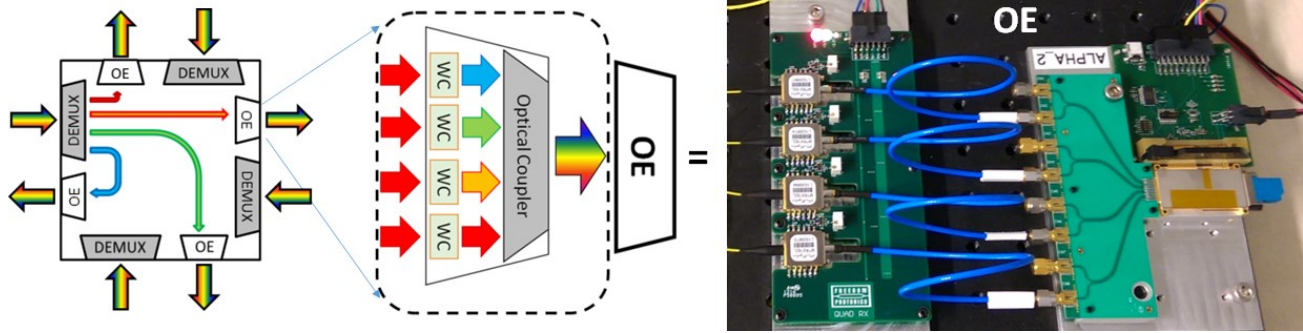 OE
DEMUX
DEMUX
OE
OE
DEMUX
DEMUX
OE
WC
WC
WC
WC
Optical Coupler
OE
=
OE
ALPHA_2
FREEDOM
PHOTONICS
QUAD RX